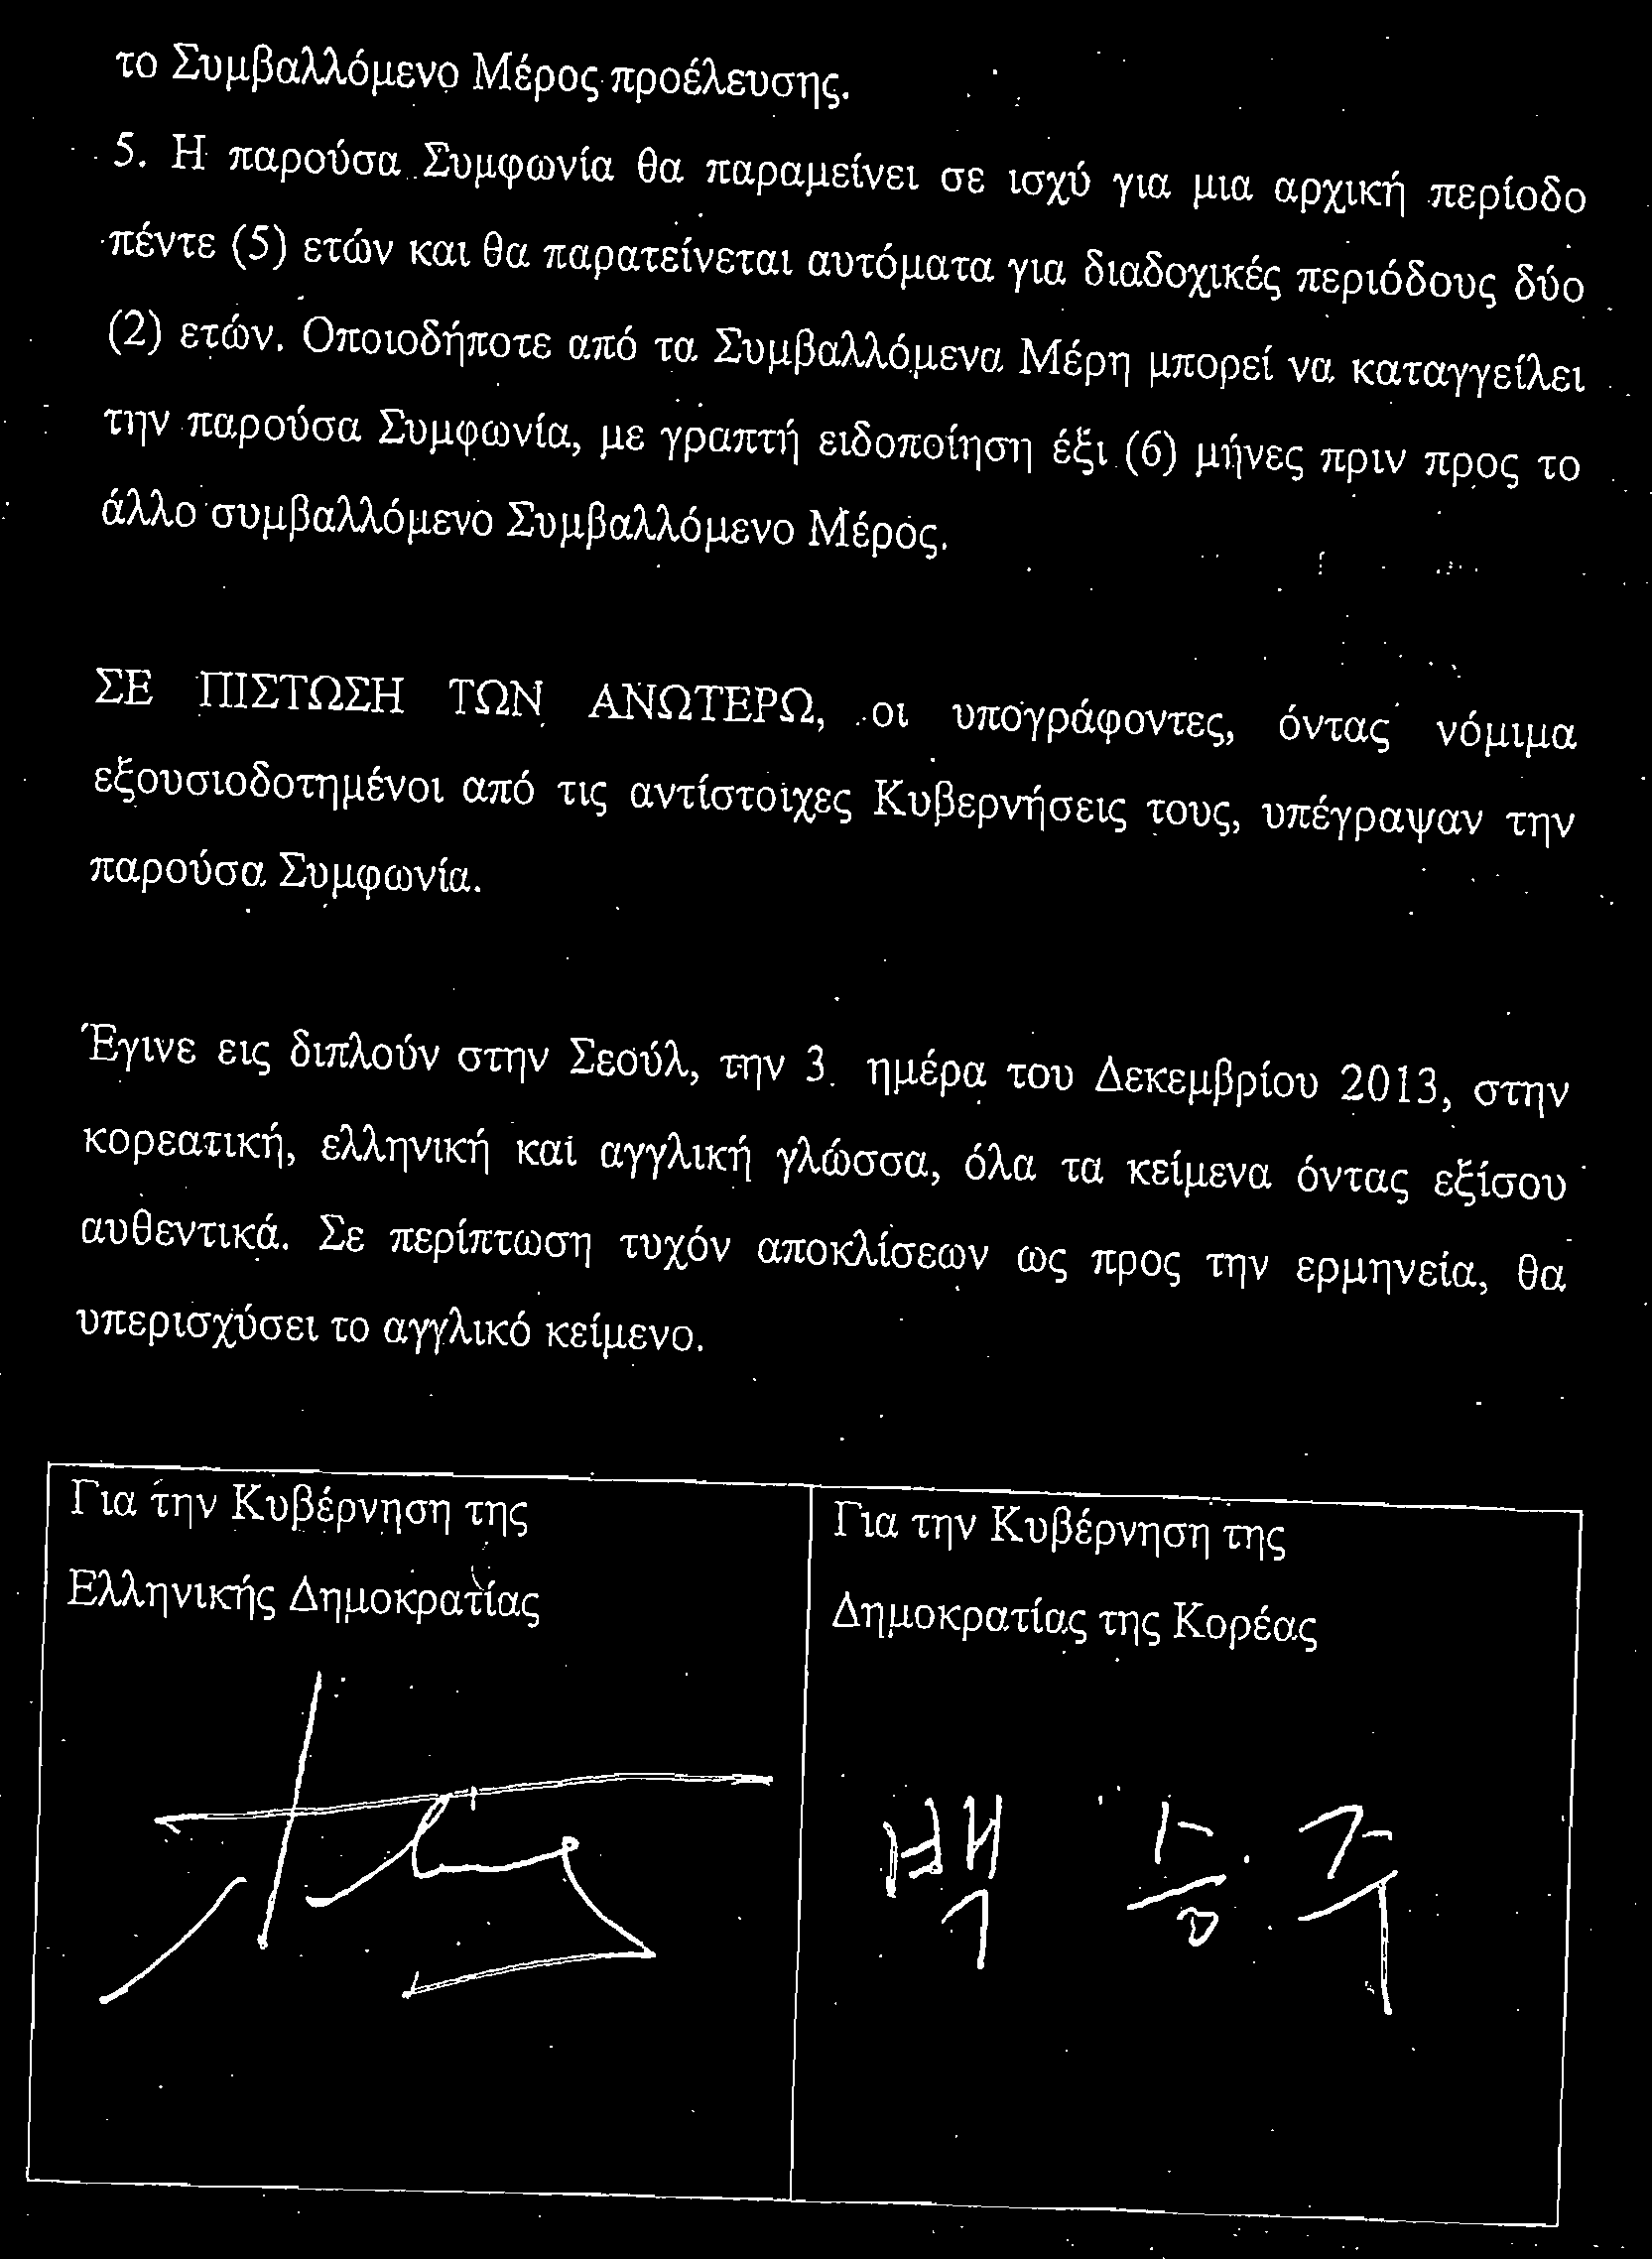 το Συμβαλλόμενο Μέρος προέλευσης.
5. Η παρούσα Συμφωνία θα παραμείνει σε ισχύ για μια αρχική περίοδο
πέντε (5) ετών και θα παρατείνεται αυτόματα για διαδοχικές περιόδους δύο
(2) ετών. Οποιοδήποτε από τα Συμβαλλόμενα Μέρη μπορεί να καταγγείλει
την παρούσα Συμφωνία, με γραπτή ειδοποίηση έξι (6) μήνες πριν προς το
άλλο συμβαλλόμενο Συμβαλλόμενο Μέρος.
ΣΕ ΠΙΣΤΩΣΗ ΤΩΝ ΑΝΩΤΕΡΩ, οι υπογράφοντες, όντας νόμιμα
εξουσιοδοτημένοι από τις αντίστοιχες Κυβερνήσεις τους, υπέγραψαν την
παρούσα Συμφωνία.
Έγινε εις διπλούν στην Σεούλ, την 3. ημέρα του Δεκεμβρίου 2013, στην
κορεατική, ελληνική και αγγλική γλώσσα, όλα τα κείμενα όντας εξίσου
αυθεντικά. Σε περίπτωση τυχόν αποκλίσεων ως προς την ερμηνεία, θα
υπερισχύσει το αγγλικό κείμενο.
Για την Κυβέρνηση της
Ελληνικής Δημοκρατίας
Για την Κυβέρνηση της
Δημοκρατίας της Κορέας
백 승 주